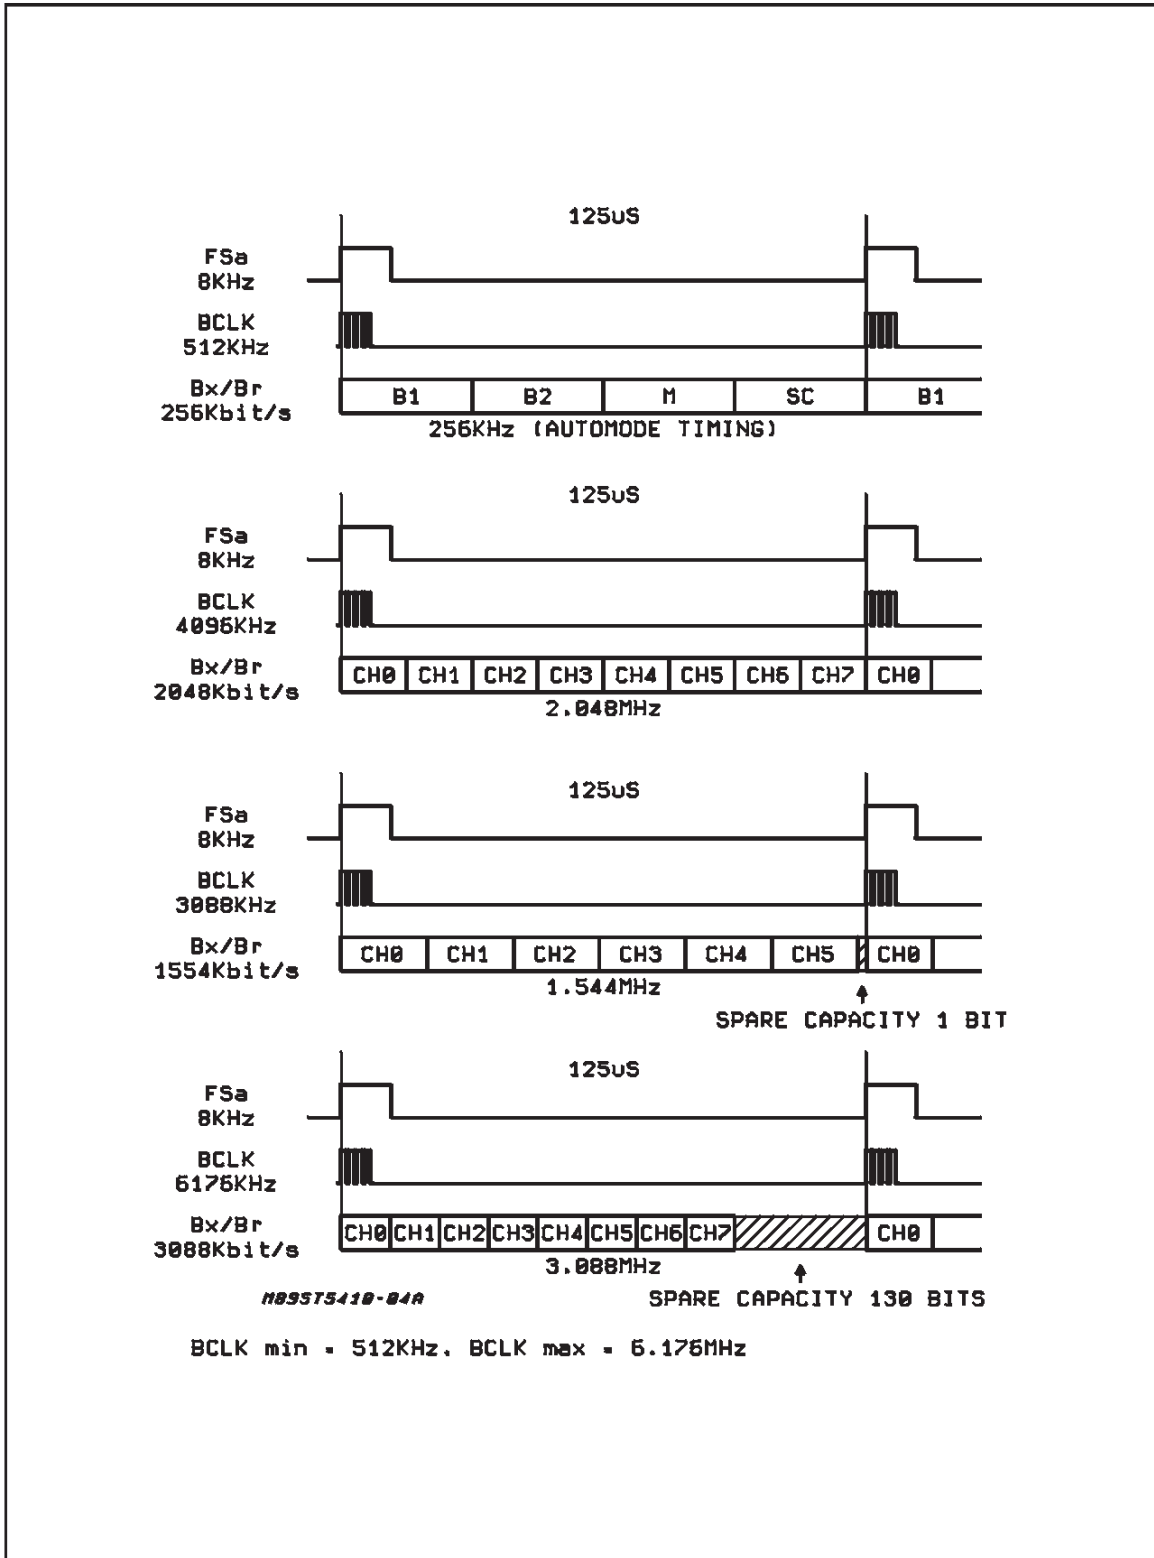 125uS
FSa
8KHz
BCLK
512KHz
Bx/Br
256Kbit/s
B1 B2 M SC B1
256KHz (AUTOMODE TIMING)
125uS
FSa
8KHz
BCLK
4096KHz
Bx/Br
2048Kbit/s
CH0 CH1 CH2 CH3 CH4 CH5 CH6 CH7 CH0
2.048MHz
125uS
FSa
8KHz
BCLK
3088KHz
Bx/Br
1554Kbit/s
CH0 CH1 CH2 CH3 CH4 CH5 CH0
1.544MHz
SPARE CAPACITY 1 BIT
125uS
FSa
8KHz
BCLK
6176KHz
Bx/Br
3088Kbit/s
CH0 CH1 CH2 CH3 CH4 CH5 CH6 CH7 CH0
3.088MHz
M89ST5410-04A
SPARE CAPACITY 130 BITS
BCLK min = 512KHz. BCLK max = 6.176MHz